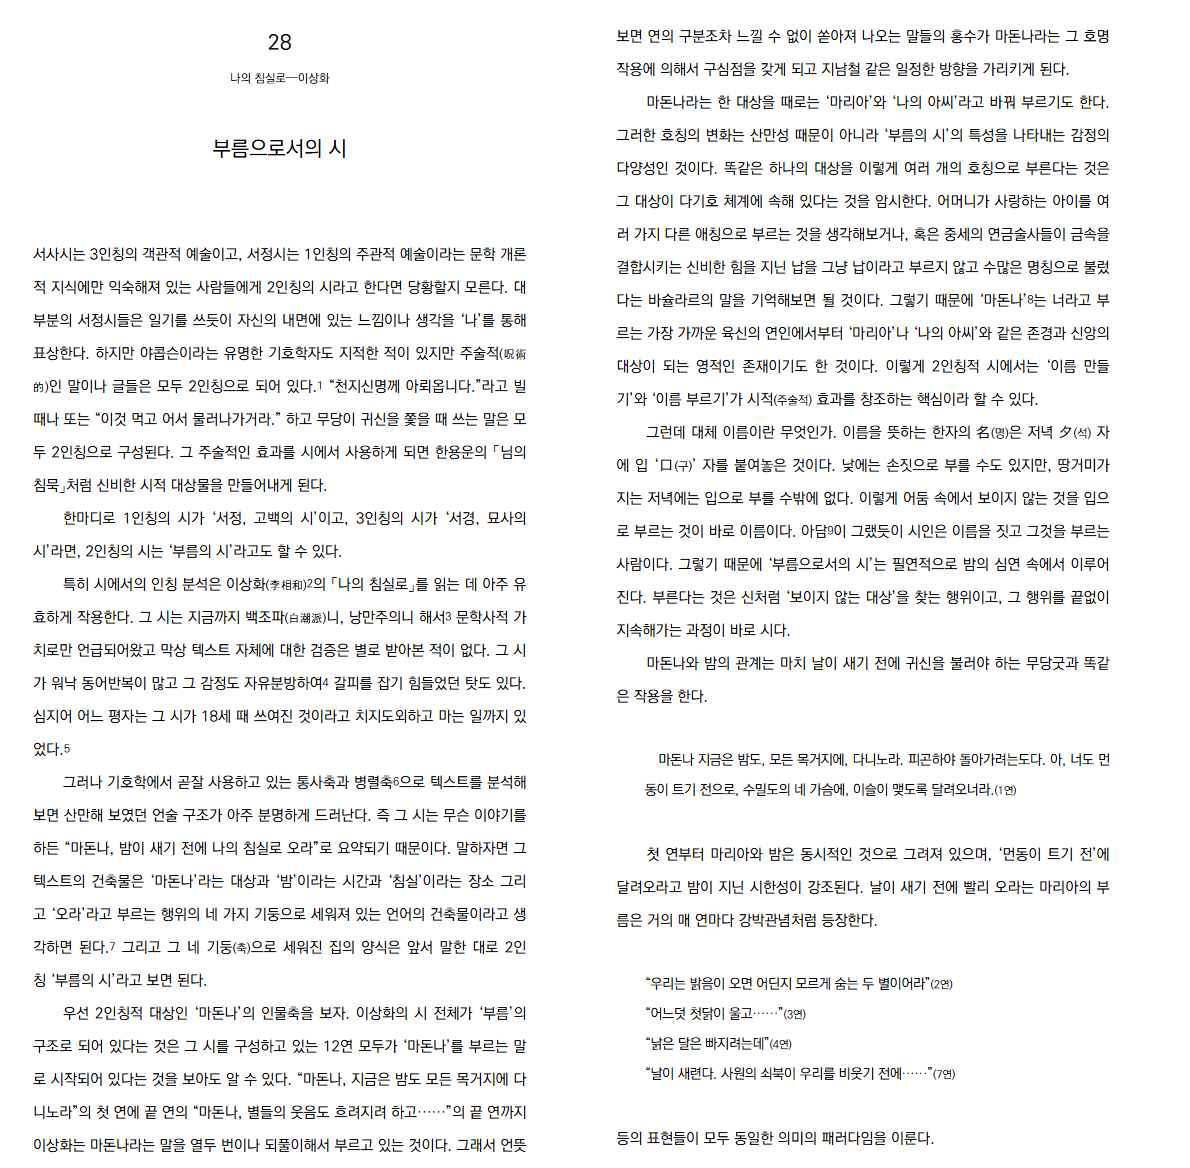 28
나의 침실로─이상화
부름으로서의 시
서사시는 3인칭의 객관적 예술이고, 서정시는 1인칭의 주관적 예술이라는 문학 개론
적 지식에만 익숙해져 있는 사람들에게 2인칭의 시라고 한다면 당황할지 모른다. 대
부분의 서정시들은 일기를 쓰듯이 자신의 내면에 있는 느낌이나 생각을 ‘나’를 통해
표상한다. 하지만 야콥슨이라는 유명한 기호학자도 지적한 적이 있지만 주술적(呪術
的)인 말이나 글들은 모두 2인칭으로 되어 있다.1 “천지신명께 아뢰옵니다.”라고 빌
때나 또는 “이것 먹고 어서 물러나가거라.” 하고 무당이 귀신을 쫓을 때 쓰는 말은 모
두 2인칭으로 구성된다. 그 주술적인 효과를 시에서 사용하게 되면 한용운의 「님의
침묵」처럼 신비한 시적 대상물을 만들어내게 된다.
한마디로 1인칭의 시가 ‘서정, 고백의 시’이고, 3인칭의 시가 ‘서경, 묘사의
시’라면, 2인칭의 시는 ‘부름의 시’라고도 할 수 있다.
특히 시에서의 인칭 분석은 이상화(李相和)2의 「나의 침실로」를 읽는 데 아주 유
효하게 작용한다. 그 시는 지금까지 백조파(白潮派)니, 낭만주의니 해서3 문학사적 가
치로만 언급되어왔고 막상 텍스트 자체에 대한 검증은 별로 받아본 적이 없다. 그 시
가 워낙 동어반복이 많고 그 감정도 자유분방하여4 갈피를 잡기 힘들었던 탓도 있다.
심지어 어느 평자는 그 시가 18세 때 쓰여진 것이라고 치지도외하고 마는 일까지 있
었다.5
그러나 기호학에서 곧잘 사용하고 있는 통사축과 병렬축6으로 텍스트를 분석해
보면 산만해 보였던 언술 구조가 아주 분명하게 드러난다. 즉 그 시는 무슨 이야기를
하든 “마돈나, 밤이 새기 전에 나의 침실로 오라”로 요약되기 때문이다. 말하자면 그
텍스트의 건축물은 ‘마돈나’라는 대상과 ‘밤’이라는 시간과 ‘침실’이라는 장소 그리
고 ‘오라’라고 부르는 행위의 네 가지 기둥으로 세워져 있는 언어의 건축물이라고 생
각하면 된다.7 그리고 그 네 기둥(축)으로 세워진 집의 양식은 앞서 말한 대로 2인
칭 ‘부름의 시’라고 보면 된다.
우선 2인칭적 대상인 ‘마돈나’의 인물축을 보자. 이상화의 시 전체가 ‘부름’의
구조로 되어 있다는 것은 그 시를 구성하고 있는 12연 모두가 ‘마돈나’를 부르는 말
로 시작되어 있다는 것을 보아도 알 수 있다. “마돈나, 지금은 밤도 모든 목거지에 다
니노라”의 첫 연에 끝 연의 “마돈나, 별들의 웃음도 흐려지려 하고……”의 끝 연까지
이상화는 마돈나라는 말을 열두 번이나 되풀이해서 부르고 있는 것이다. 그래서 언뜻
보면 연의 구분조차 느낄 수 없이 쏟아져 나오는 말들의 홍수가 마돈나라는 그 호명
작용에 의해서 구심점을 갖게 되고 지남철 같은 일정한 방향을 가리키게 된다.
마돈나라는 한 대상을 때로는 ‘마리아’와 ‘나의 아씨’라고 바꿔 부르기도 한다.
그러한 호칭의 변화는 산만성 때문이 아니라 ‘부름의 시’의 특성을 나타내는 감정의
다양성인 것이다. 똑같은 하나의 대상을 이렇게 여러 개의 호칭으로 부른다는 것은
그 대상이 다기호 체계에 속해 있다는 것을 암시한다. 어머니가 사랑하는 아이를 여
러 가지 다른 애칭으로 부르는 것을 생각해보거나, 혹은 중세의 연금술사들이 금속을
결합시키는 신비한 힘을 지닌 납을 그냥 납이라고 부르지 않고 수많은 명칭으로 불렀
다는 바슐라르의 말을 기억해보면 될 것이다. 그렇기 때문에 ‘마돈나’8는 너라고 부
르는 가장 가까운 육신의 연인에서부터 ‘마리아’나 ‘나의 아씨’와 같은 존경과 신앙의
대상이 되는 영적인 존재이기도 한 것이다. 이렇게 2인칭적 시에서는 ‘이름 만들
기’와 ‘이름 부르기’가 시적(주술적) 효과를 창조하는 핵심이라 할 수 있다.
그런데 대체 이름이란 무엇인가. 이름을 뜻하는 한자의 名(명)은 저녁 夕(석) 자
에 입 ‘口(구)’ 자를 붙여놓은 것이다. 낮에는 손짓으로 부를 수도 있지만, 땅거미가
지는 저녁에는 입으로 부를 수밖에 없다. 이렇게 어둠 속에서 보이지 않는 것을 입으
로 부르는 것이 바로 이름이다. 아담9이 그랬듯이 시인은 이름을 짓고 그것을 부르는
사람이다. 그렇기 때문에 ‘부름으로서의 시’는 필연적으로 밤의 심연 속에서 이루어
진다. 부른다는 것은 신처럼 ‘보이지 않는 대상’을 찾는 행위이고, 그 행위를 끝없이
지속해가는 과정이 바로 시다.
마돈나와 밤의 관계는 마치 날이 새기 전에 귀신을 불러야 하는 무당굿과 똑같
은 작용을 한다.
마돈나 지금은 밤도, 모든 목거지에, 다니노라. 피곤하야 돌아가려는도다. 아, 너도 먼
동이 트기 전으로, 수밀도의 네 가슴에, 이슬이 맺도록 달려오너라.(1연)
첫 연부터 마리아와 밤은 동시적인 것으로 그려져 있으며, ‘먼동이 트기 전’에
달려오라고 밤이 지닌 시한성이 강조된다. 날이 새기 전에 빨리 오라는 마리아의 부
름은 거의 매 연마다 강박관념처럼 등장한다.
“우리는 밝음이 오면 어딘지 모르게 숨는 두 별이어라”(2연)
“어느덧 첫닭이 울고……”(3연)
“낡은 달은 빠지려는데”(4연)
“날이 새련다. 사원의 쇠북이 우리를 비웃기 전에……”(7연)
등의 표현들이 모두 동일한 의미의 패러다임을 이룬다.